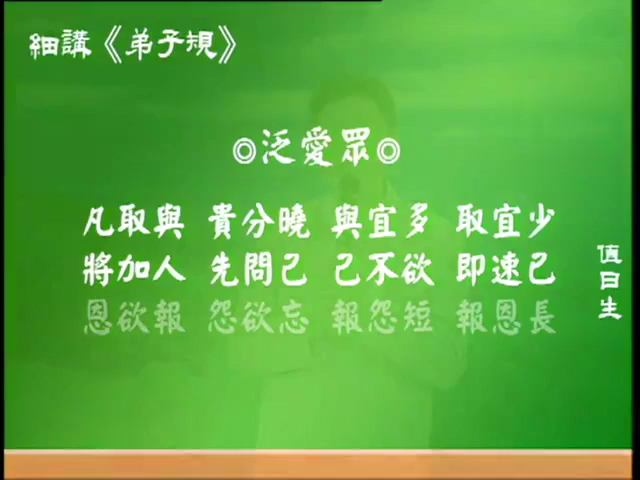 細講《弟子規》
◎泛愛眾◎
凡取與 貴分曉 與宜多 取宜少
將加人 先問己 己不欲 即速已
恩欲報 怨欲忘 報怨短 報恩長
值日生